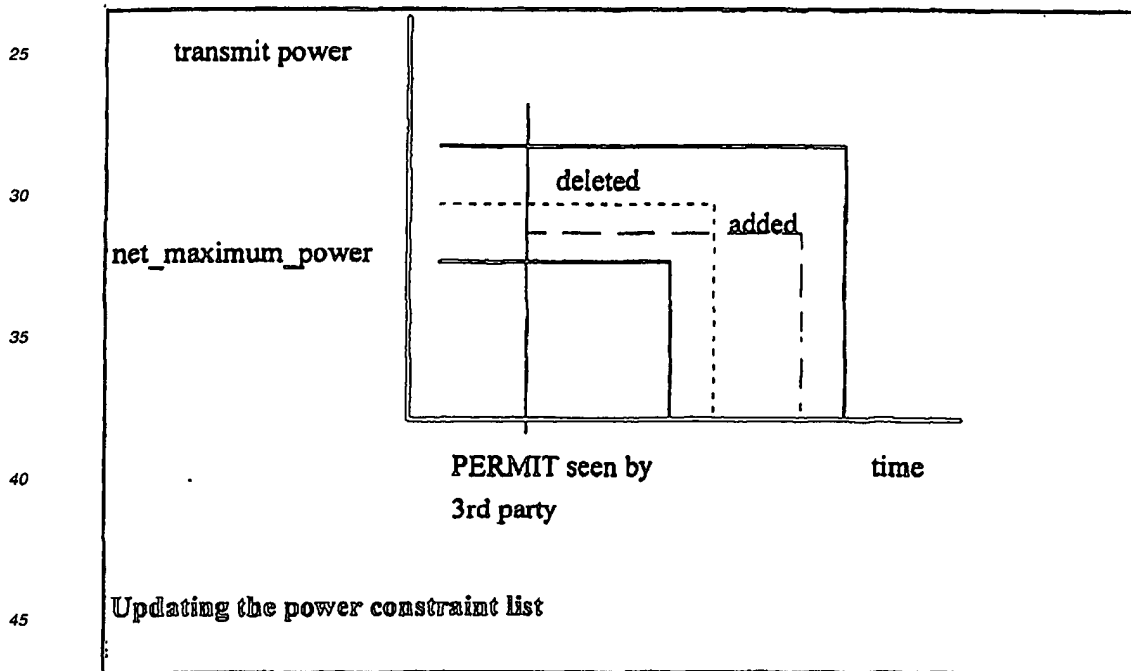 25
transmit power
deleted
30
added
net_maximum_power
35
PERMIT seen by
time
40
3rd party
Updating the power constraint list
45